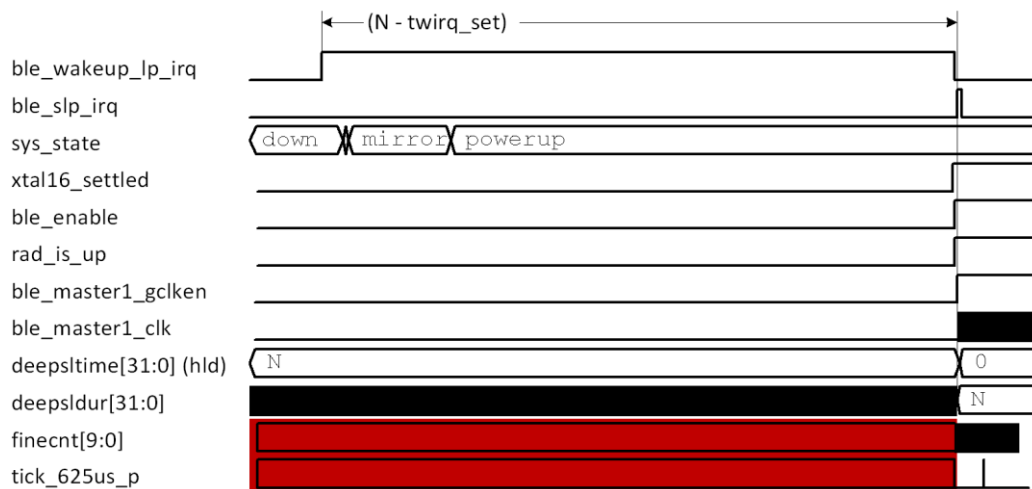 (N - twirq_set)
ble_wakeup_lp_irq
ble_slp_irq
sys_state down mirror powerup
xtal16_settled
ble_enable
rad_is_up
ble_master1_gclken
ble_master1_clk
deepsltime[31:0] (hld) N 0
deepsldur[31:0] N
finecnt[9:0]
tick_625us_p